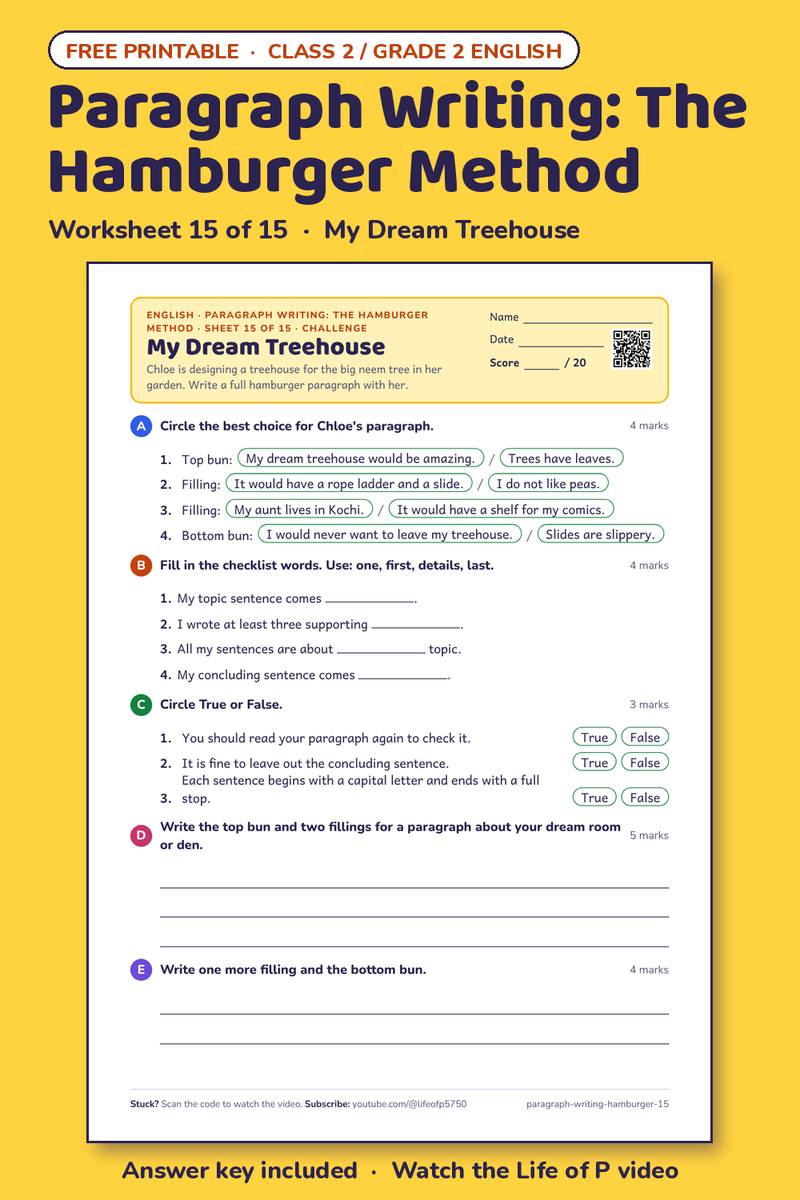 FREE PRINTABLE · CLASS 2 / GRADE 2 ENGLISH
Paragraph Writing: The
Hamburger Method
Worksheet 15 of 15 · My Dream Treehouse
ENGLISH · PARAGRAPH WRITING: THE HAMBURGER
METHOD · SHEET 15 OF 15 · CHALLENGE
My Dream Treehouse
Chloe is designing a treehouse for the big neem tree in her
garden. Write a full hamburger paragraph with her.
Name ____
Date ____
Score ____ / 20
A Circle the best choice for Chloe's paragraph. 4 marks
1. Top bun: My dream treehouse would be amazing. / Trees have leaves.
2. Filling: It would have a rope ladder and a slide. / I do not like peas.
3. Filling: My aunt lives in Kochi. / It would have a shelf for my comics.
4. Bottom bun: I would never want to leave my treehouse. / Slides are slippery.
B Fill in the checklist words. Use: one, first, details, last. 4 marks
1. My topic sentence comes ____.
2. I wrote at least three supporting ____.
3. All my sentences are about ____ topic.
4. My concluding sentence comes ____.
C Circle True or False. 3 marks
1. You should read your paragraph again to check it. True False
2. It is fine to leave out the concluding sentence. True False
Each sentence begins with a capital letter and ends with a full
3. stop. True False
D Write the top bun and two fillings for a paragraph about your dream room 5 marks
or den.
E Write one more filling and the bottom bun. 4 marks
Stuck? Scan the code to watch the video. Subscribe: youtube.com/@lifeofp5750 paragraph-writing-hamburger-15
Answer key included · Watch the Life of P video